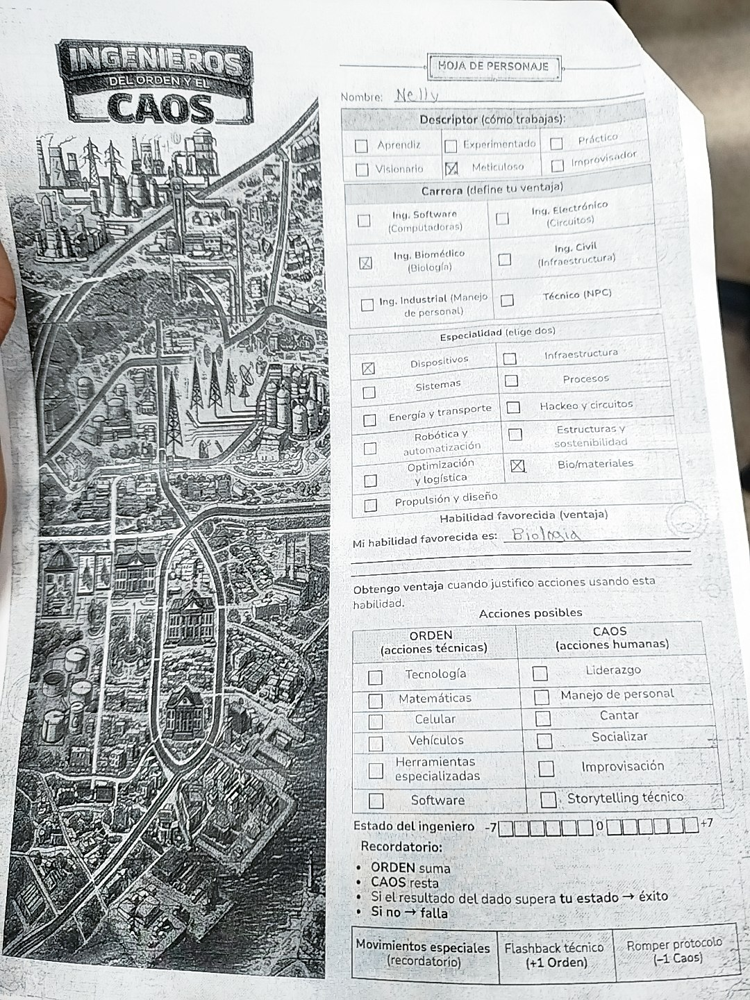 INGENIEROS
DEL ORDEN Y EL
CAOS
HOJA DE PERSONAJE
Nombre: Nelly
Descriptor (cómo trabajas):
Aprendiz
Experimentado
Práctico
Visionario
Meticuloso
Improvisador
Carrera (define tu ventaja)
Ing. Software
(Computadoras)
Ing. Electrónico
(Circuitos)
Ing. Biomédico
(Biología)
Ing. Civil
(Infraestructura)
Ing. Industrial (Manejo
de personal)
Técnico (NPC)
Especialidad (elige dos)
Dispositivos
Infraestructura
Sistemas
Procesos
Energía y transporte
Hackeo y circuitos
Robótica y
automatización
Estructuras y
sostenibilidad
Optimización
y logística
Bio/materiales
Propulsión y diseño
Habilidad favorecida (ventaja)
Mi habilidad favorecida es: Biologia
Obtengo ventaja cuando justifico acciones usando esta
habilidad.
Acciones posibles
ORDEN
(acciones técnicas)
CAOS
(acciones humanas)
Tecnología
Liderazgo
Matemáticas
Manejo de personal
Celular
Cantar
Vehículos
Socializar
Herramientas
especializadas
Improvisación
Software
Storytelling técnico
Estado del ingeniero -7 0 +7
Recordatorio:
• ORDEN suma
• CAOS resta
• Si el resultado del dado supera tu estado → éxito
• Si no → falla
Movimientos especiales
(recordatorio)
Flashback técnico
(+1 Orden)
Romper protocolo
(−1 Caos)